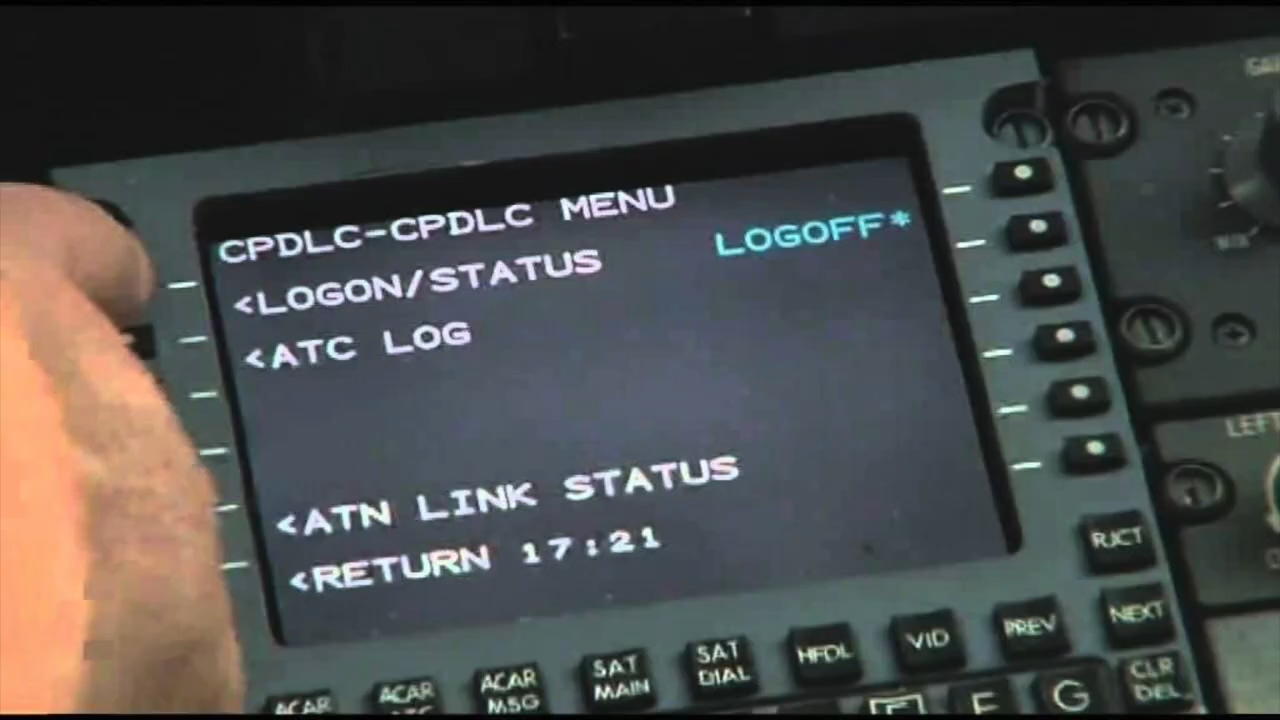 CPDLC-CPDLC MENU
<LOGON/STATUS LOGOFF*
<ATC LOG
<ATN LINK STATUS
<RETURN 17:21
RJCT
ACAR
ACAR
ACAR MSG
SAT MAIN
SAT DIAL
HFDL
VID
PREV
NEXT
G
CLR DEL
LEFT